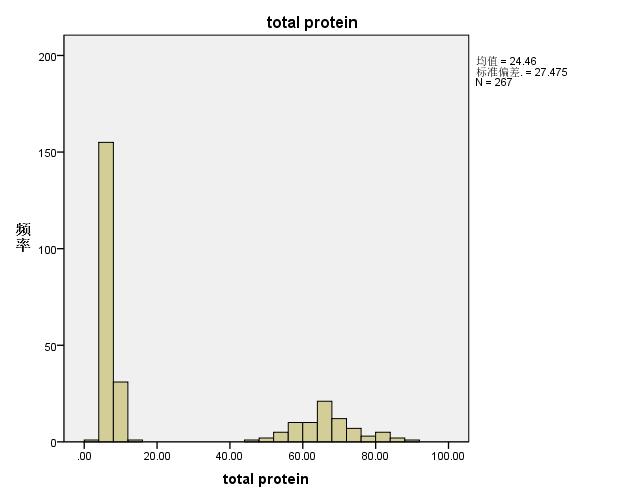 total protein
均值 = 24.46
标准偏差. = 27.475
N = 267
200
150
100
50
0
频
率
.00 20.00 40.00 60.00 80.00 100.00
total protein